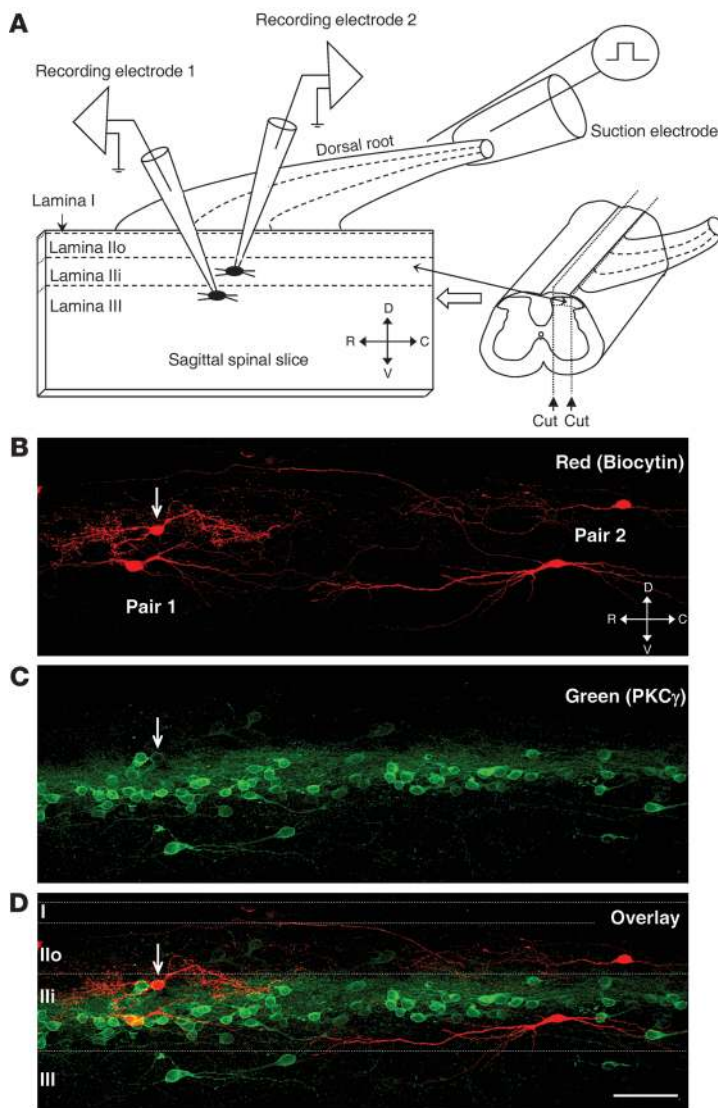 A
Recording electrode 2
Recording electrode 1
Suction electrode
Dorsal root
Lamina I
Lamina IIo
Lamina IIi
Lamina III
D
R C
V
Sagittal spinal slice
Cut Cut
B
Red (Biocytin)
Pair 2
Pair 1
D
R C
V
C
Green (PKCγ)
D
I
Overlay
IIo
IIi
III